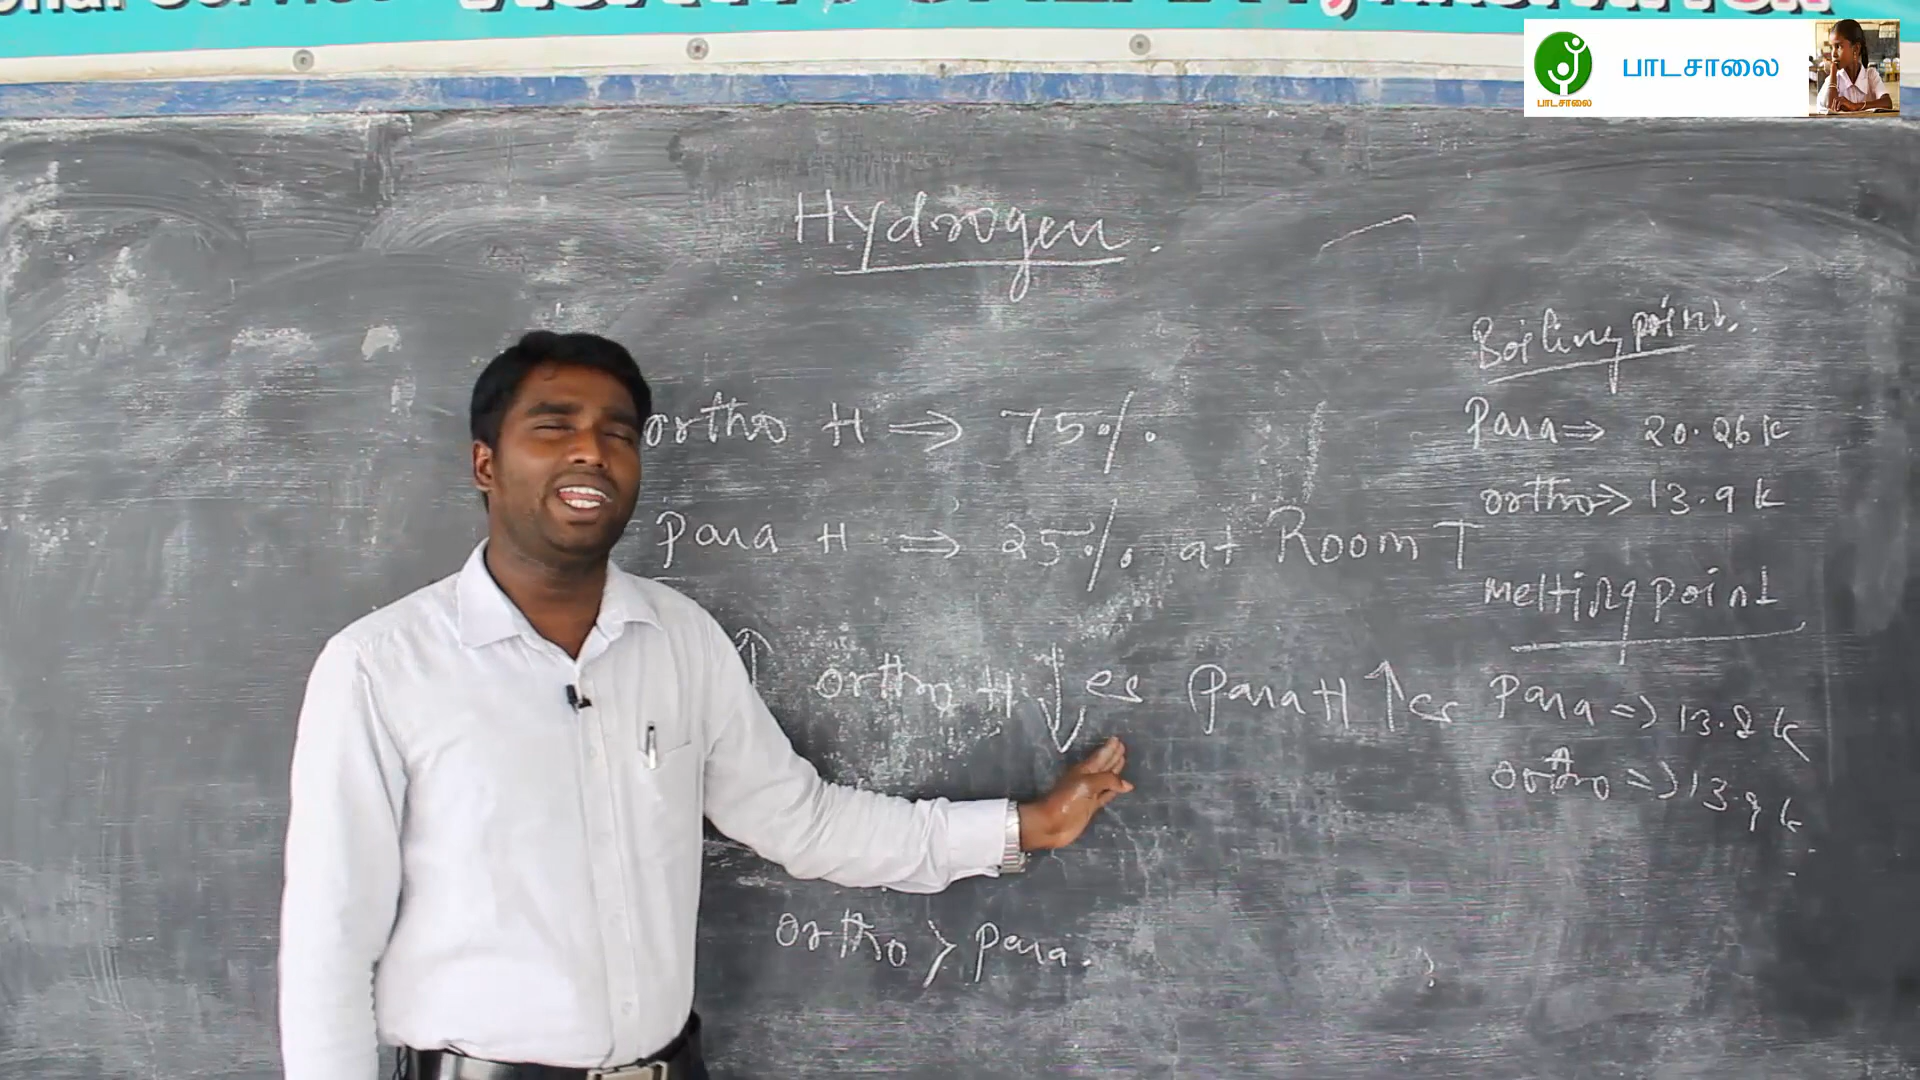 பாடசாலை
பாடசாலை
Hydrogen.
ortho H ⇒ 75%.
Para H ⇒ 25% at Room T
↑ ortho H ↓es Para H ↑es
ortho > para.
Boiling point.
Para ⇒ 20.26 k
ortho ⇒ 13.9 k
melting point
Para => 13.8 k
ortho => 13.9 k